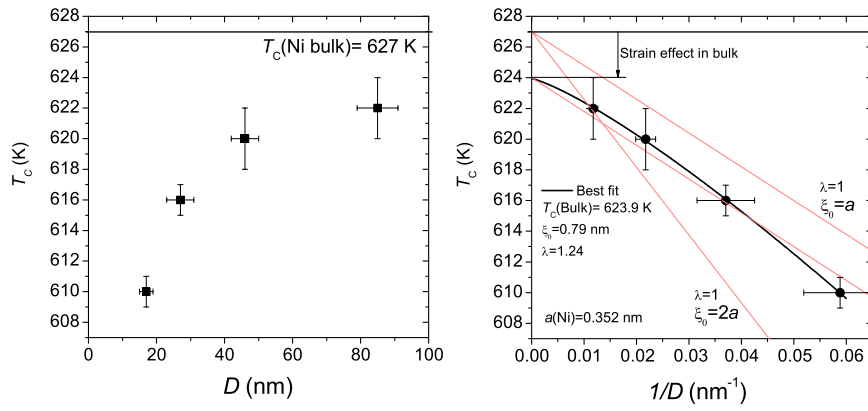 628
626
624
622
620
618
616
614
612
610
608
T_C (K)
T_C(Ni bulk)= 627 K
0
20
40
60
80
100
D (nm)
628
626
624
622
620
618
616
614
612
610
608
T_C (K)
Strain effect in bulk
λ=1
ξ₀=a
Best fit
T_C(Bulk)= 623.9 K
ξ₀=0.79 nm
λ=1.24
λ=1
ξ₀=2a
a(Ni)=0.352 nm
0.00
0.01
0.02
0.03
0.04
0.05
0.06
1/D (nm⁻¹)